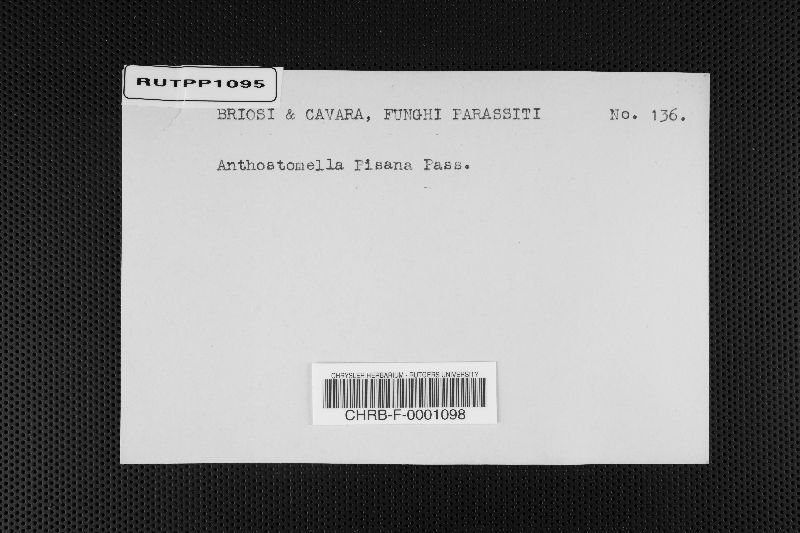 RUTPP1095
BRIOSI & CAVARA, FUNGHI PARASSITI No. 136.
Anthostomella Pisana Pass.
CHRYSLER HERBARIUM - RUTGERS UNIVERSITY
CHRB-F-0001098